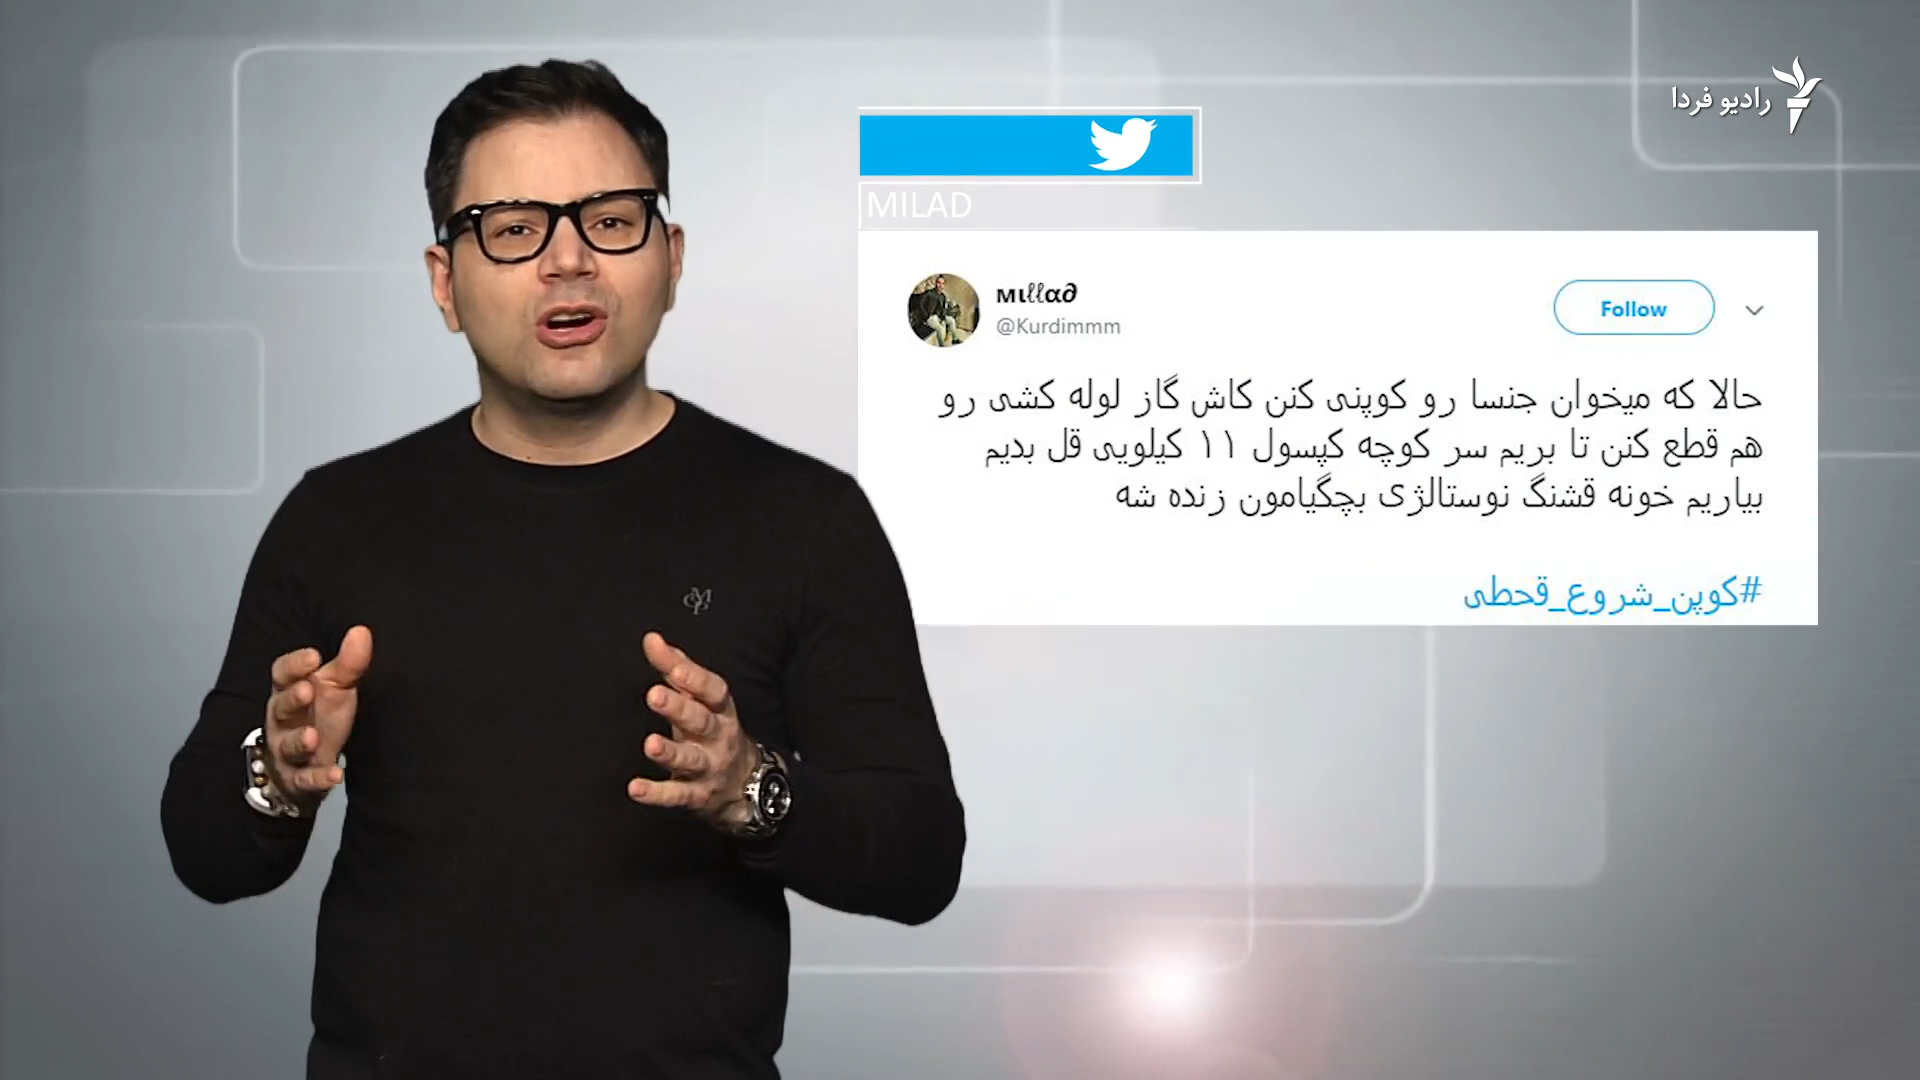 رادیو فردا
MILAD
мιℓℓα∂
@Kurdimmm
Follow
حالا که میخوان جنسا رو کوپنی کنن کاش گاز لوله کشی رو
هم قطع کنن تا بریم سر کوچه کپسول ۱۱ کیلویی قل بدیم
بیاریم خونه قشنگ نوستالژی بچگیامون زنده شه
#کوپن_شروع_قحطی